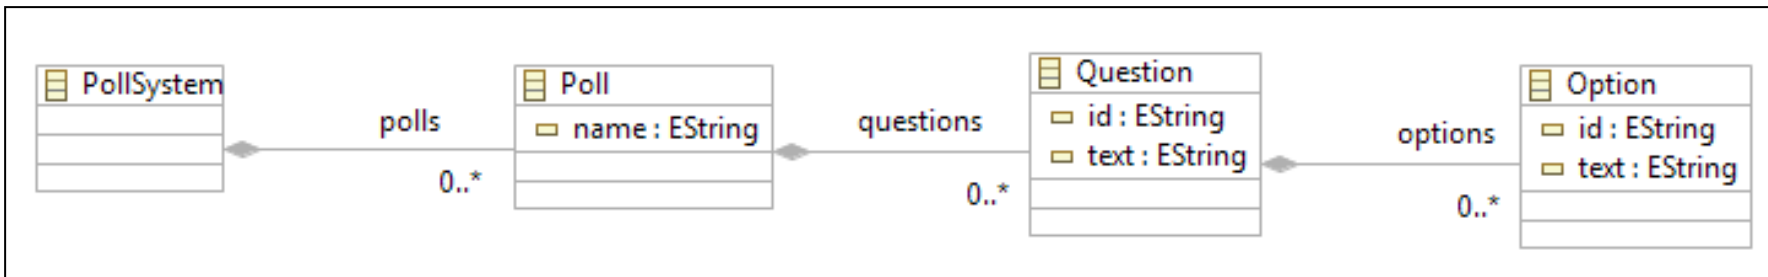 PollSystem
polls
0..*
Poll
name : EString
questions
0..*
Question
id : EString
text : EString
options
0..*
Option
id : EString
text : EString